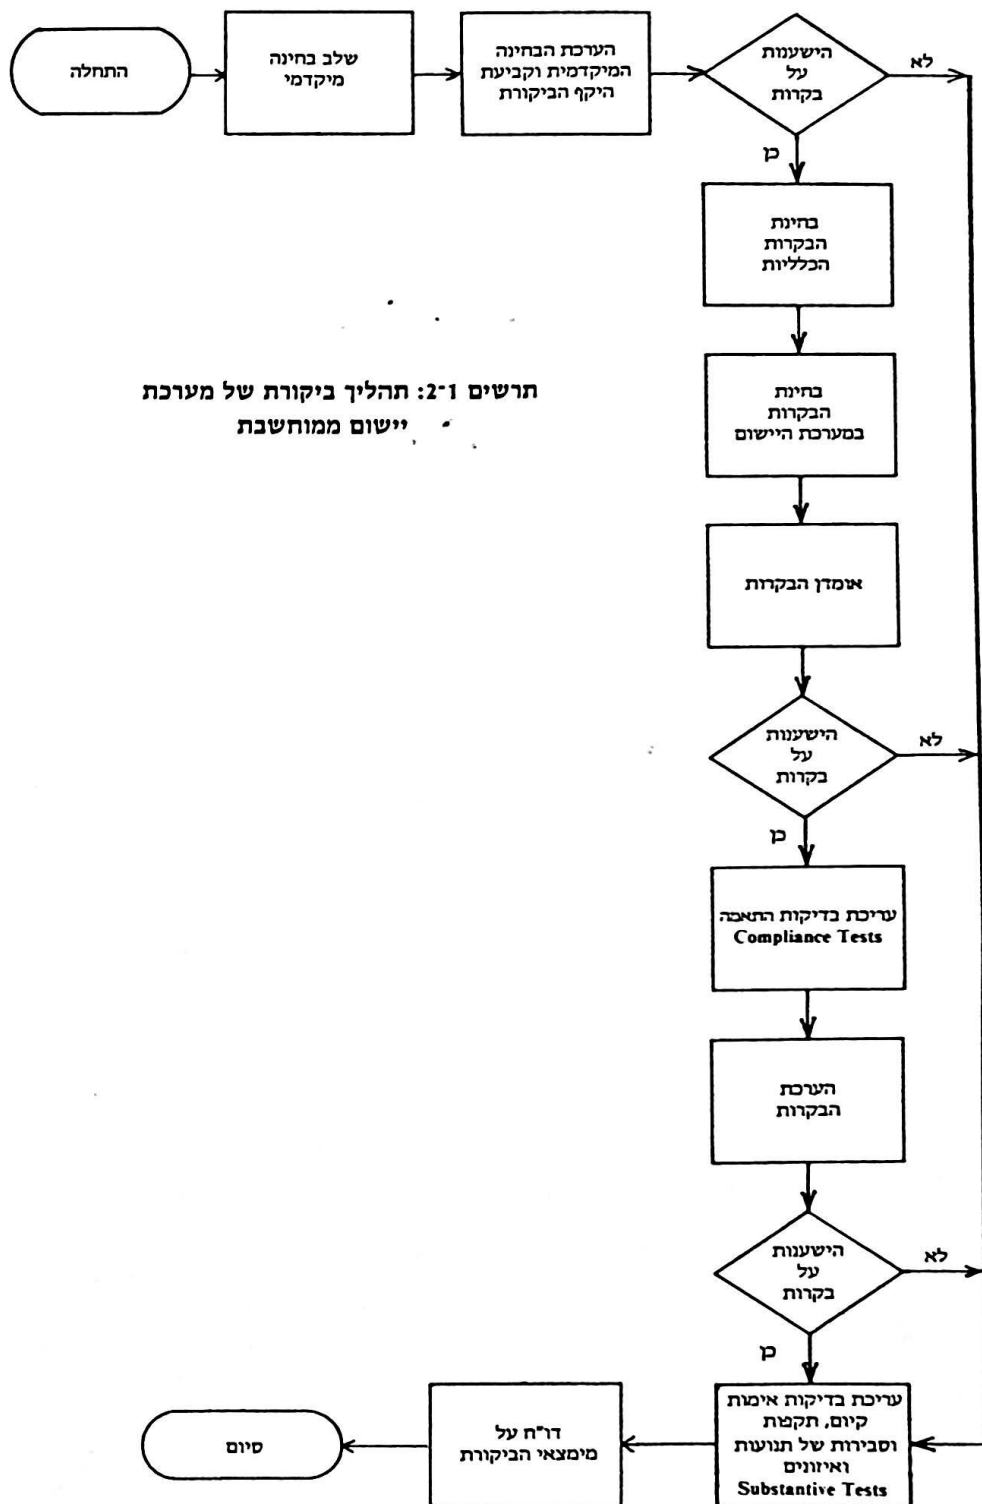 התחלה
שלב בחינה
מיקדמי
הערכת הבחינה
המיקדמית וקביעת
היקף הביקורת
הישענות
על
בקרות
לא
כן
בחינת
הבקרות
הכלליות
תרשים 2־1: תהליך ביקורת של מערכת
יישום ממוחשבת
בחינת
הבקרות
במערכת היישום
אומדן הבקרות
הישענות
על
בקרות
לא
כן
עריכת בדיקות התאמה
Compliance Tests
הערכת
הבקרות
הישענות
על
בקרות
לא
כן
עריכת בדיקות אימות
קיום, תקפות
וסבירות של תנועות
ואיזונים
Substantive Tests
דו"ח על
מימצאי הביקורת
סיום